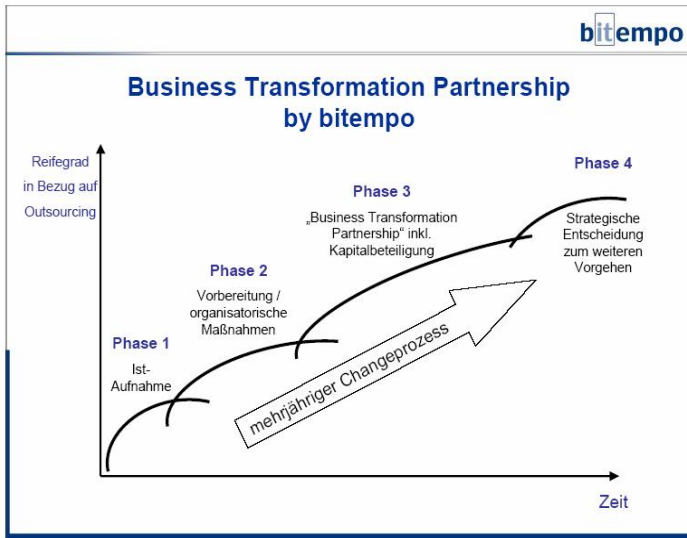 bitempo
Business Transformation Partnership
by bitempo
Reifegrad
in Bezug auf
Outsourcing
Phase 1
Ist-
Aufnahme
Phase 2
Vorbereitung /
organisatorische
Maßnahmen
Phase 3
„Business Transformation
Partnership“ inkl.
Kapitalbeteiligung
Phase 4
Strategische
Entscheidung
zum weiteren
Vorgehen
mehrjähriger Changeprozess
Zeit